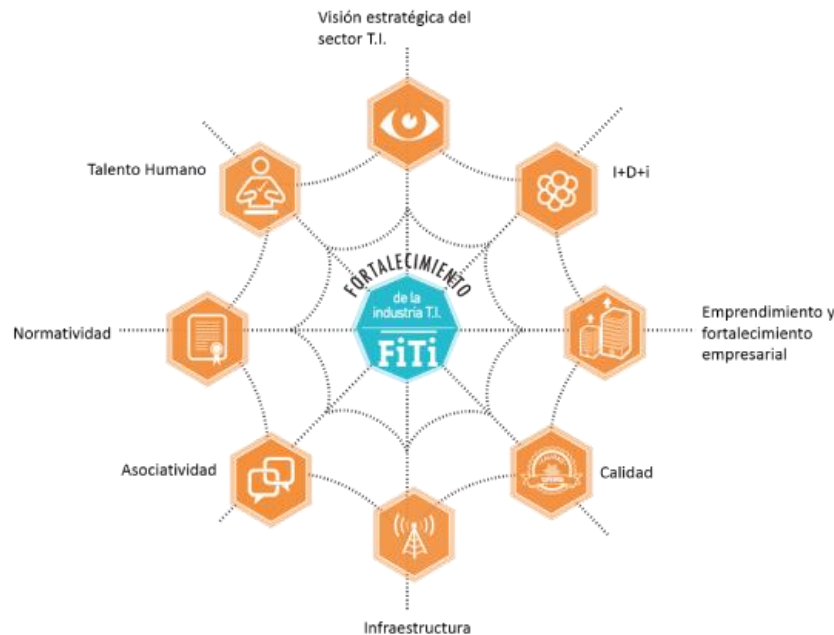 Visión estratégica del
sector T.I.
Talento Humano
I+D+i
FORTALECIMIENTO
de la
industria T.I.
FiTi
Normatividad
Emprendimiento y
fortalecimiento
empresarial
Asociatividad
Calidad
Infraestructura